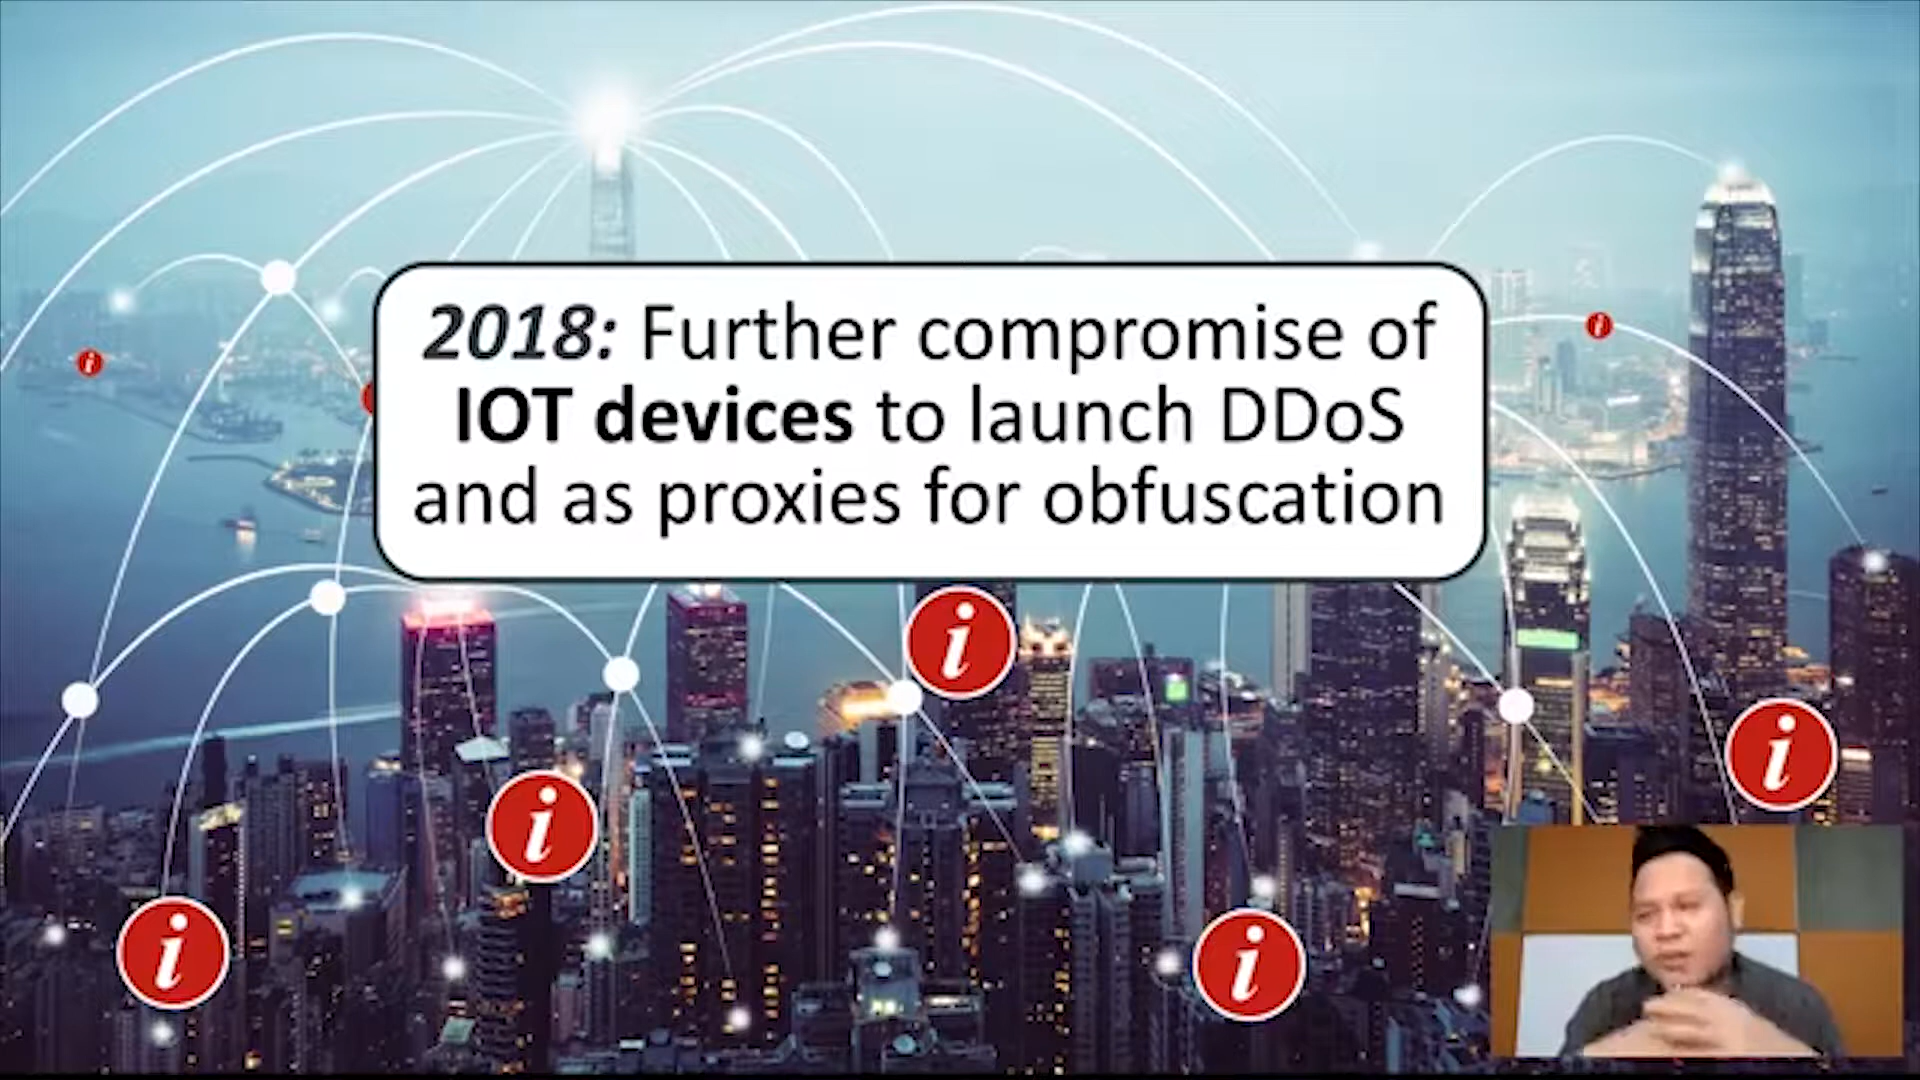 2018: Further compromise of
IOT devices to launch DDoS
and as proxies for obfuscation
i
i
i
i
i
i
i